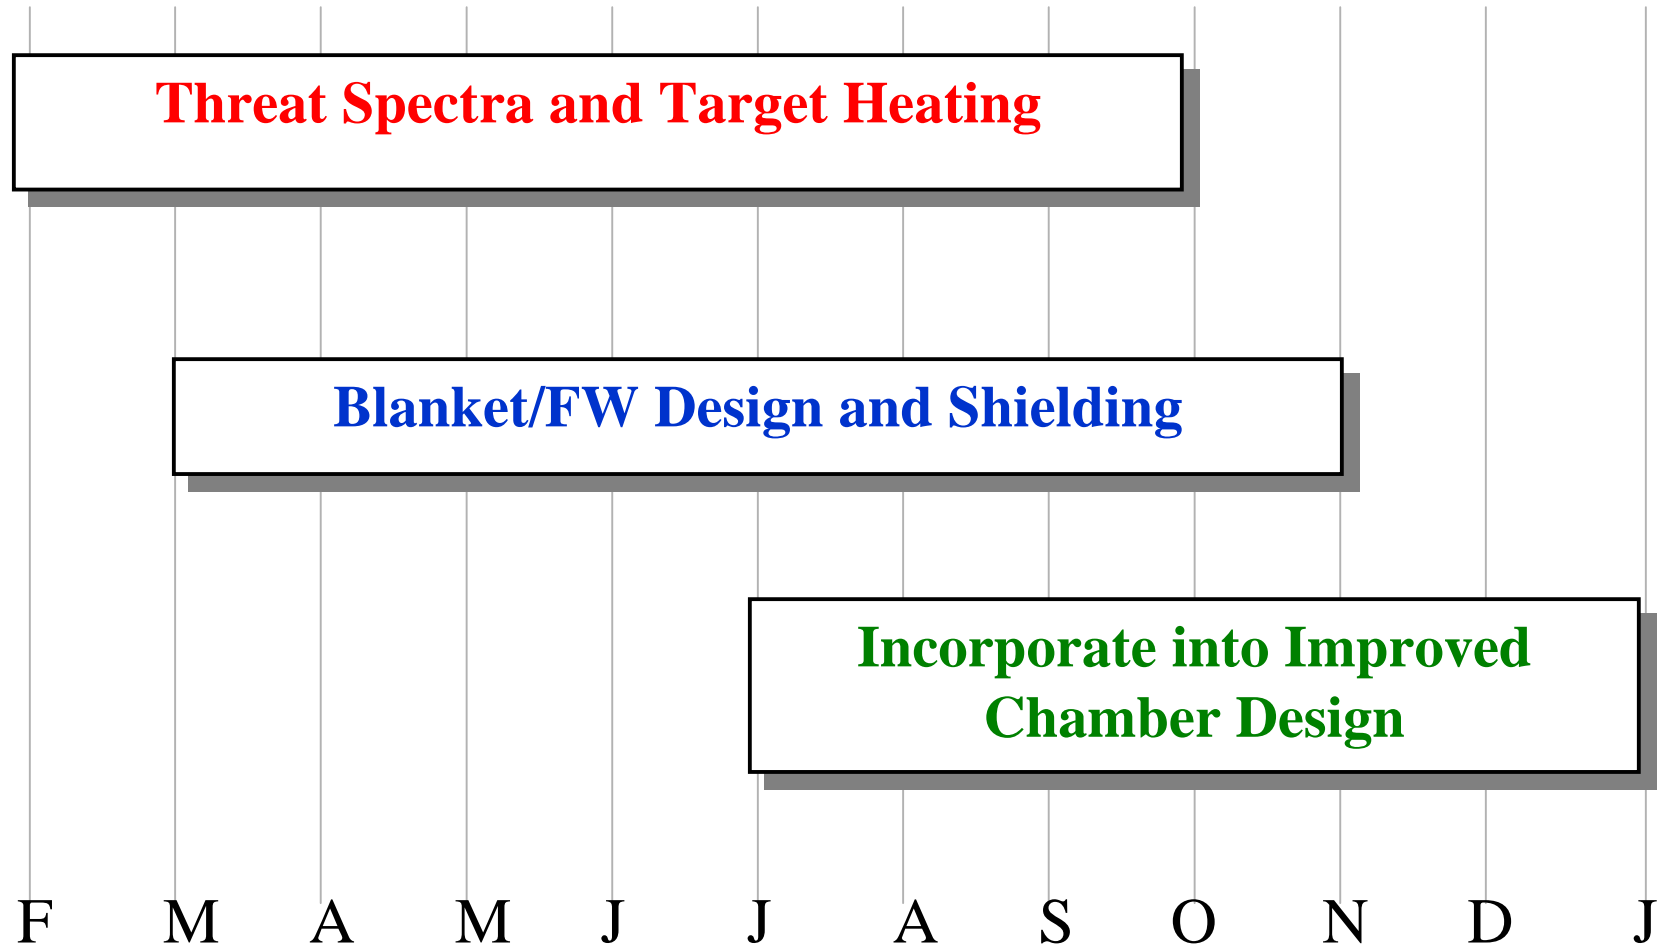 Threat Spectra and Target Heating
Blanket/FW Design and Shielding
Incorporate into Improved
Chamber Design
F M A M J J A S O N D J